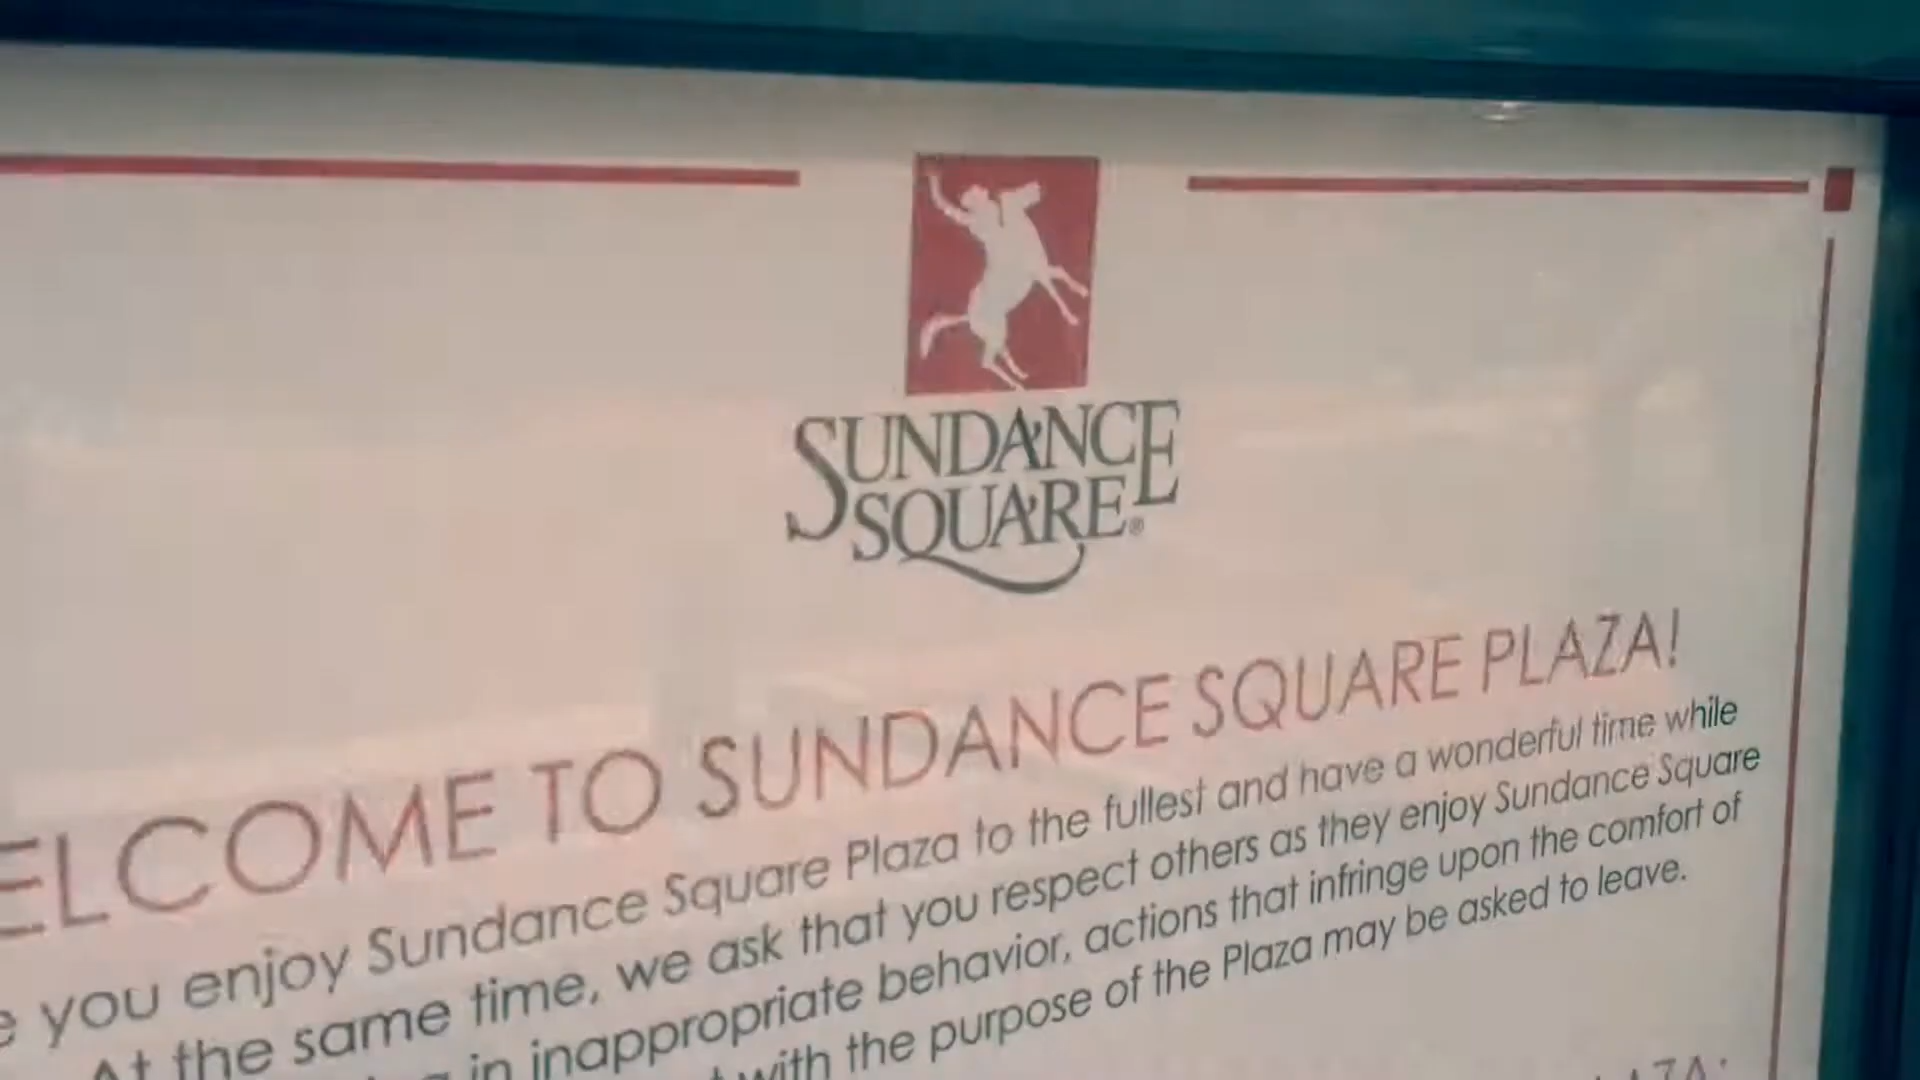 SUNDANCE
SQUARE®
ELCOME TO SUNDANCE SQUARE PLAZA!
you enjoy Sundance Square Plaza to the fullest and have a wonderful time while
At the same time, we ask that you respect others as they enjoy Sundance Square
in inappropriate behavior, actions that infringe upon the comfort of
with the purpose of the Plaza may be asked to leave.